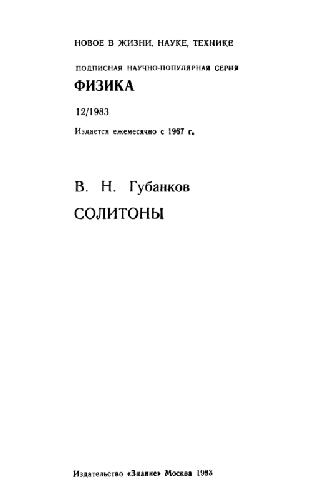 НОВОЕ В ЖИЗНИ, НАУКЕ, ТЕХНИКЕ
ПОДПИСНАЯ НАУЧНО-ПОПУЛЯРНАЯ СЕРИЯ
ФИЗИКА
12/1983
Издается ежемесячно с 1967 г.
В. Н. Губанков
СОЛИТОНЫ
Издательство «Знание» Москва 1983